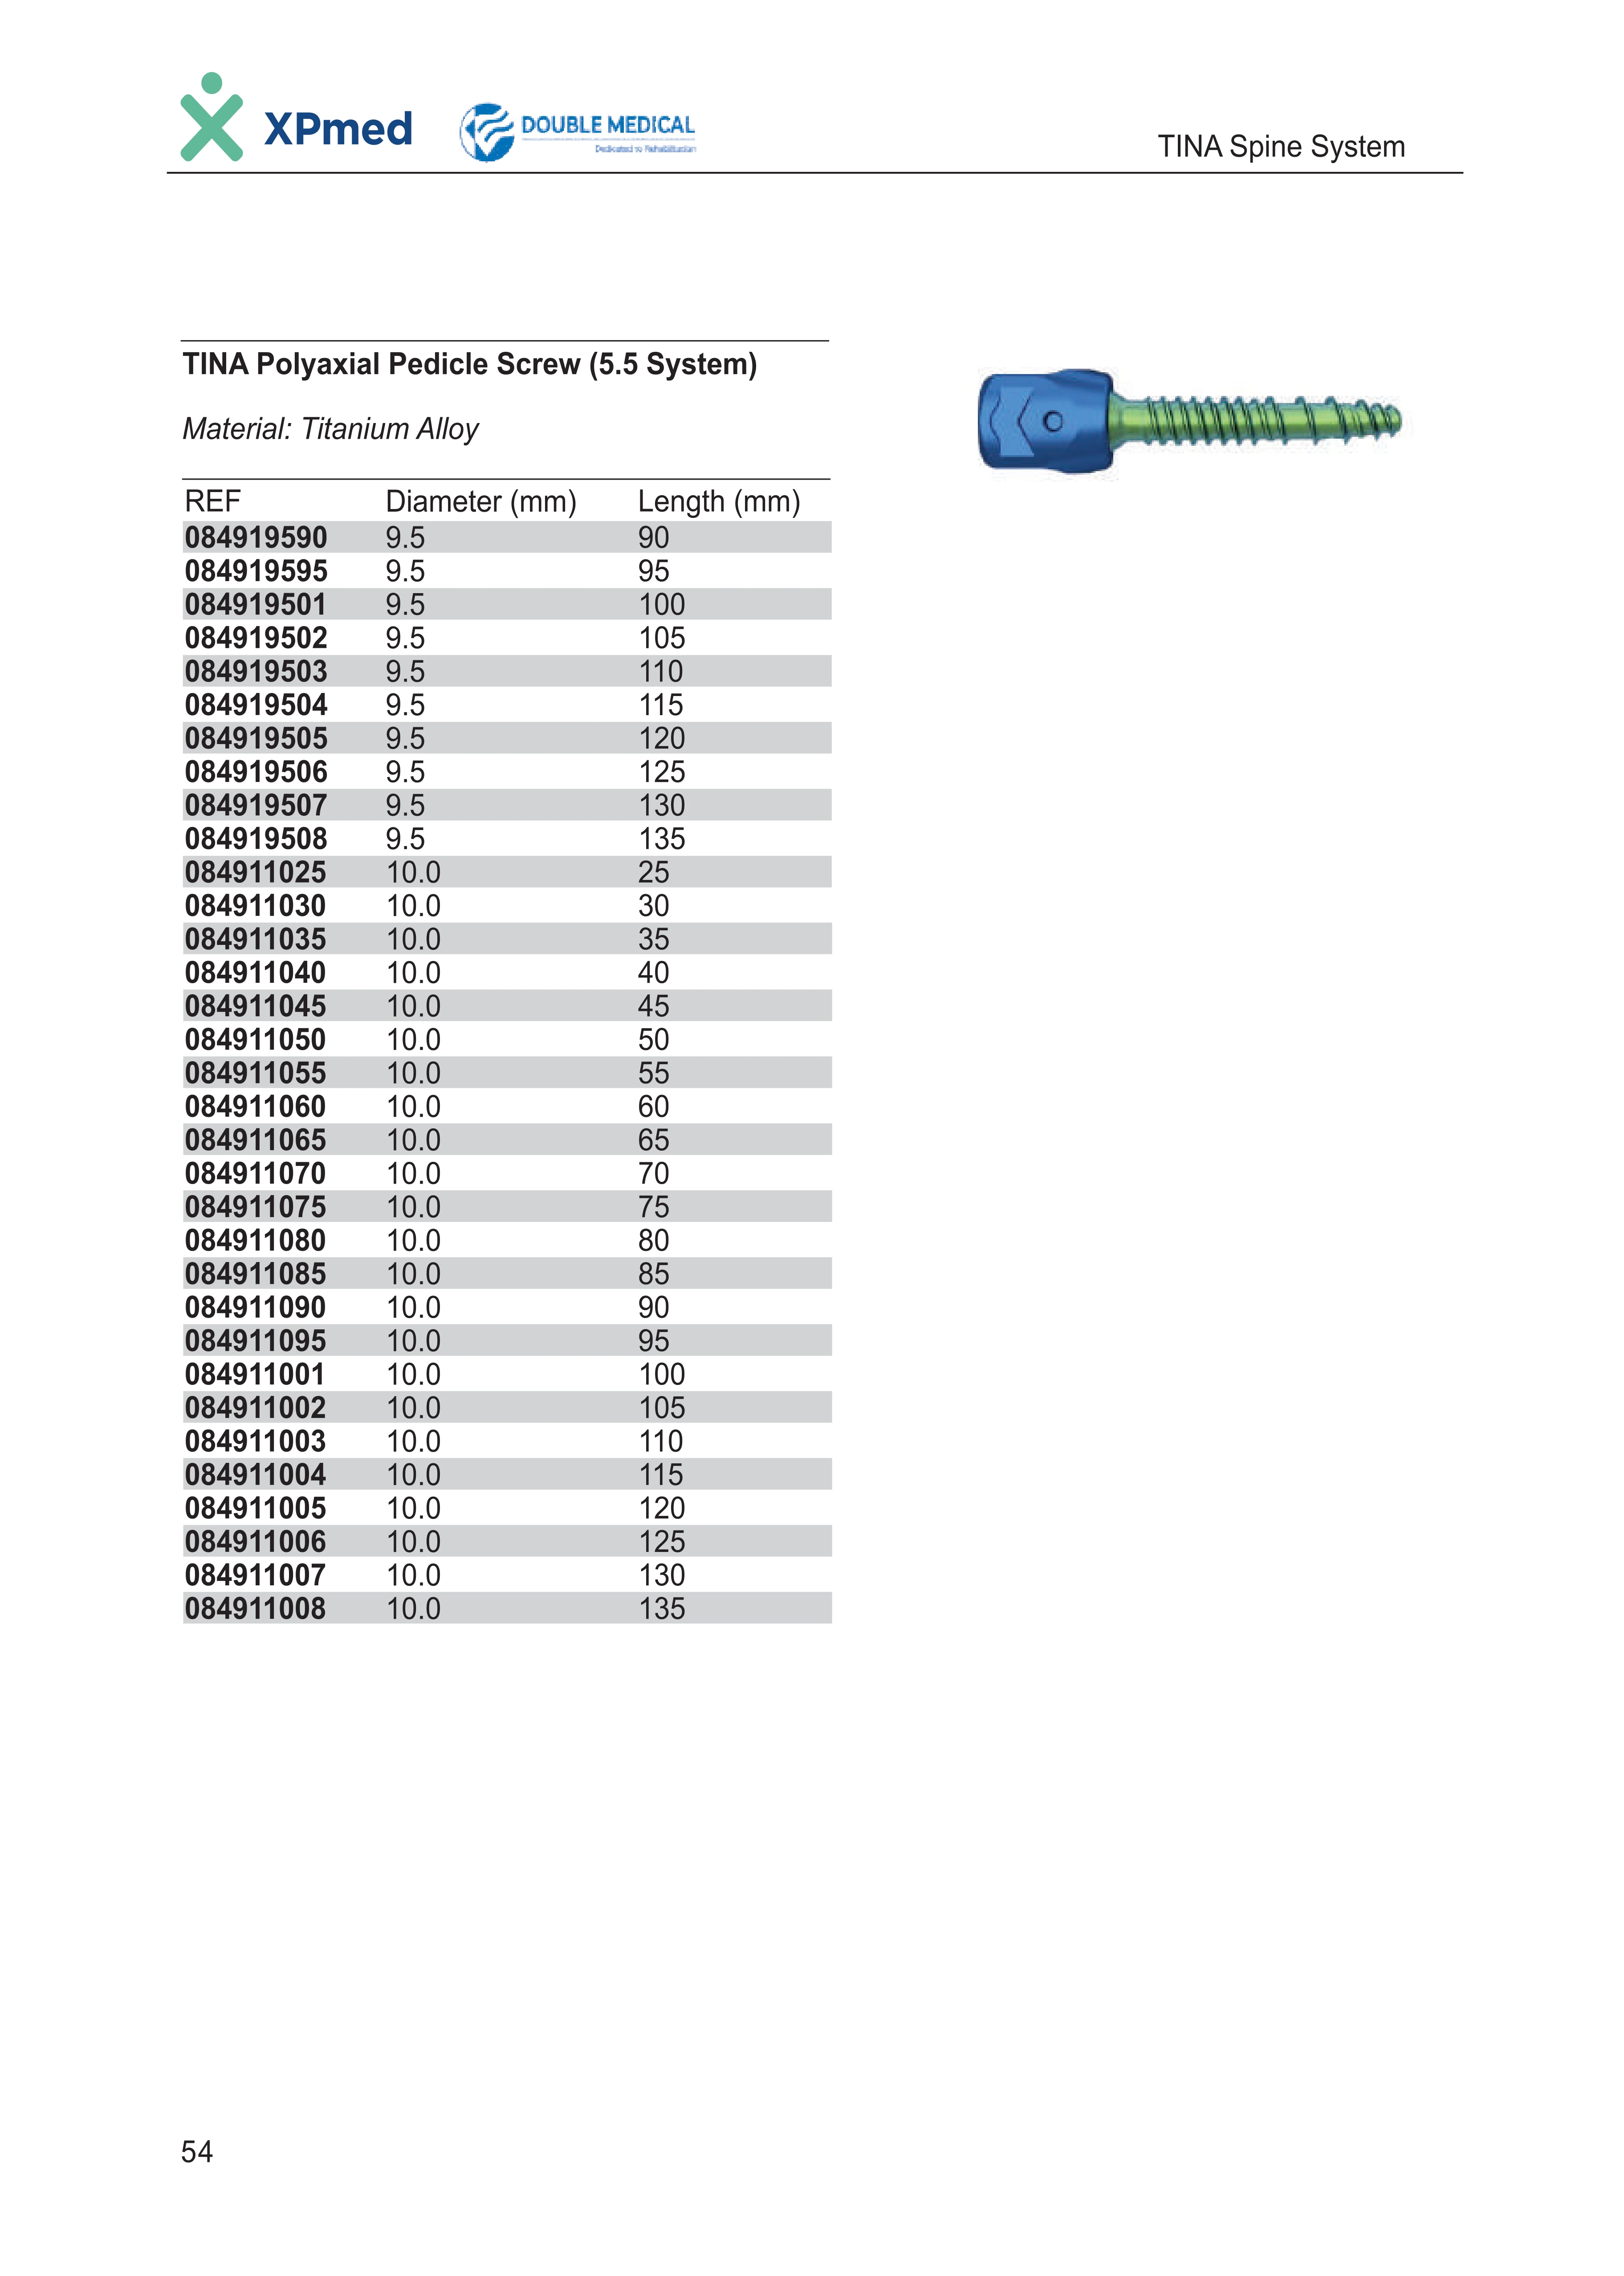 XPmed
DOUBLE MEDICAL
Dedicated to Rehabilitation
TINA Spine System
TINA Polyaxial Pedicle Screw (5.5 System)
Material: Titanium Alloy
REF Diameter (mm) Length (mm)
084919590 9.5 90
084919595 9.5 95
084919501 9.5 100
084919502 9.5 105
084919503 9.5 110
084919504 9.5 115
084919505 9.5 120
084919506 9.5 125
084919507 9.5 130
084919508 9.5 135
084911025 10.0 25
084911030 10.0 30
084911035 10.0 35
084911040 10.0 40
084911045 10.0 45
084911050 10.0 50
084911055 10.0 55
084911060 10.0 60
084911065 10.0 65
084911070 10.0 70
084911075 10.0 75
084911080 10.0 80
084911085 10.0 85
084911090 10.0 90
084911095 10.0 95
084911001 10.0 100
084911002 10.0 105
084911003 10.0 110
084911004 10.0 115
084911005 10.0 120
084911006 10.0 125
084911007 10.0 130
084911008 10.0 135
54